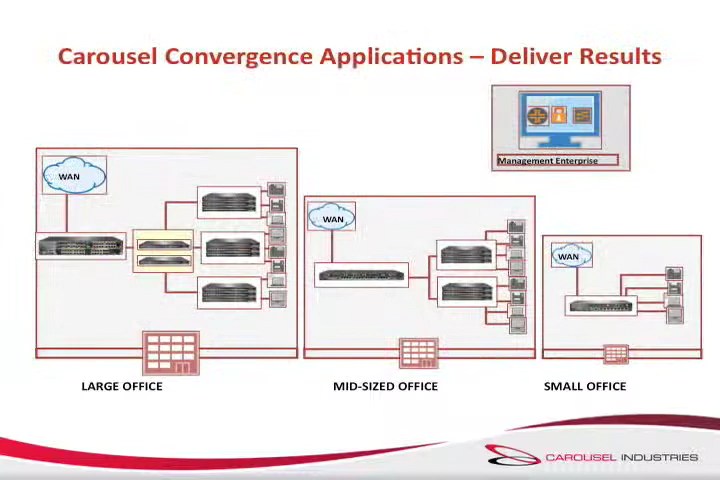 Carousel Convergence Applications – Deliver Results
Management Enterprise
WAN
WAN
WAN
LARGE OFFICE
MID-SIZED OFFICE
SMALL OFFICE
CAROUSEL INDUSTRIES